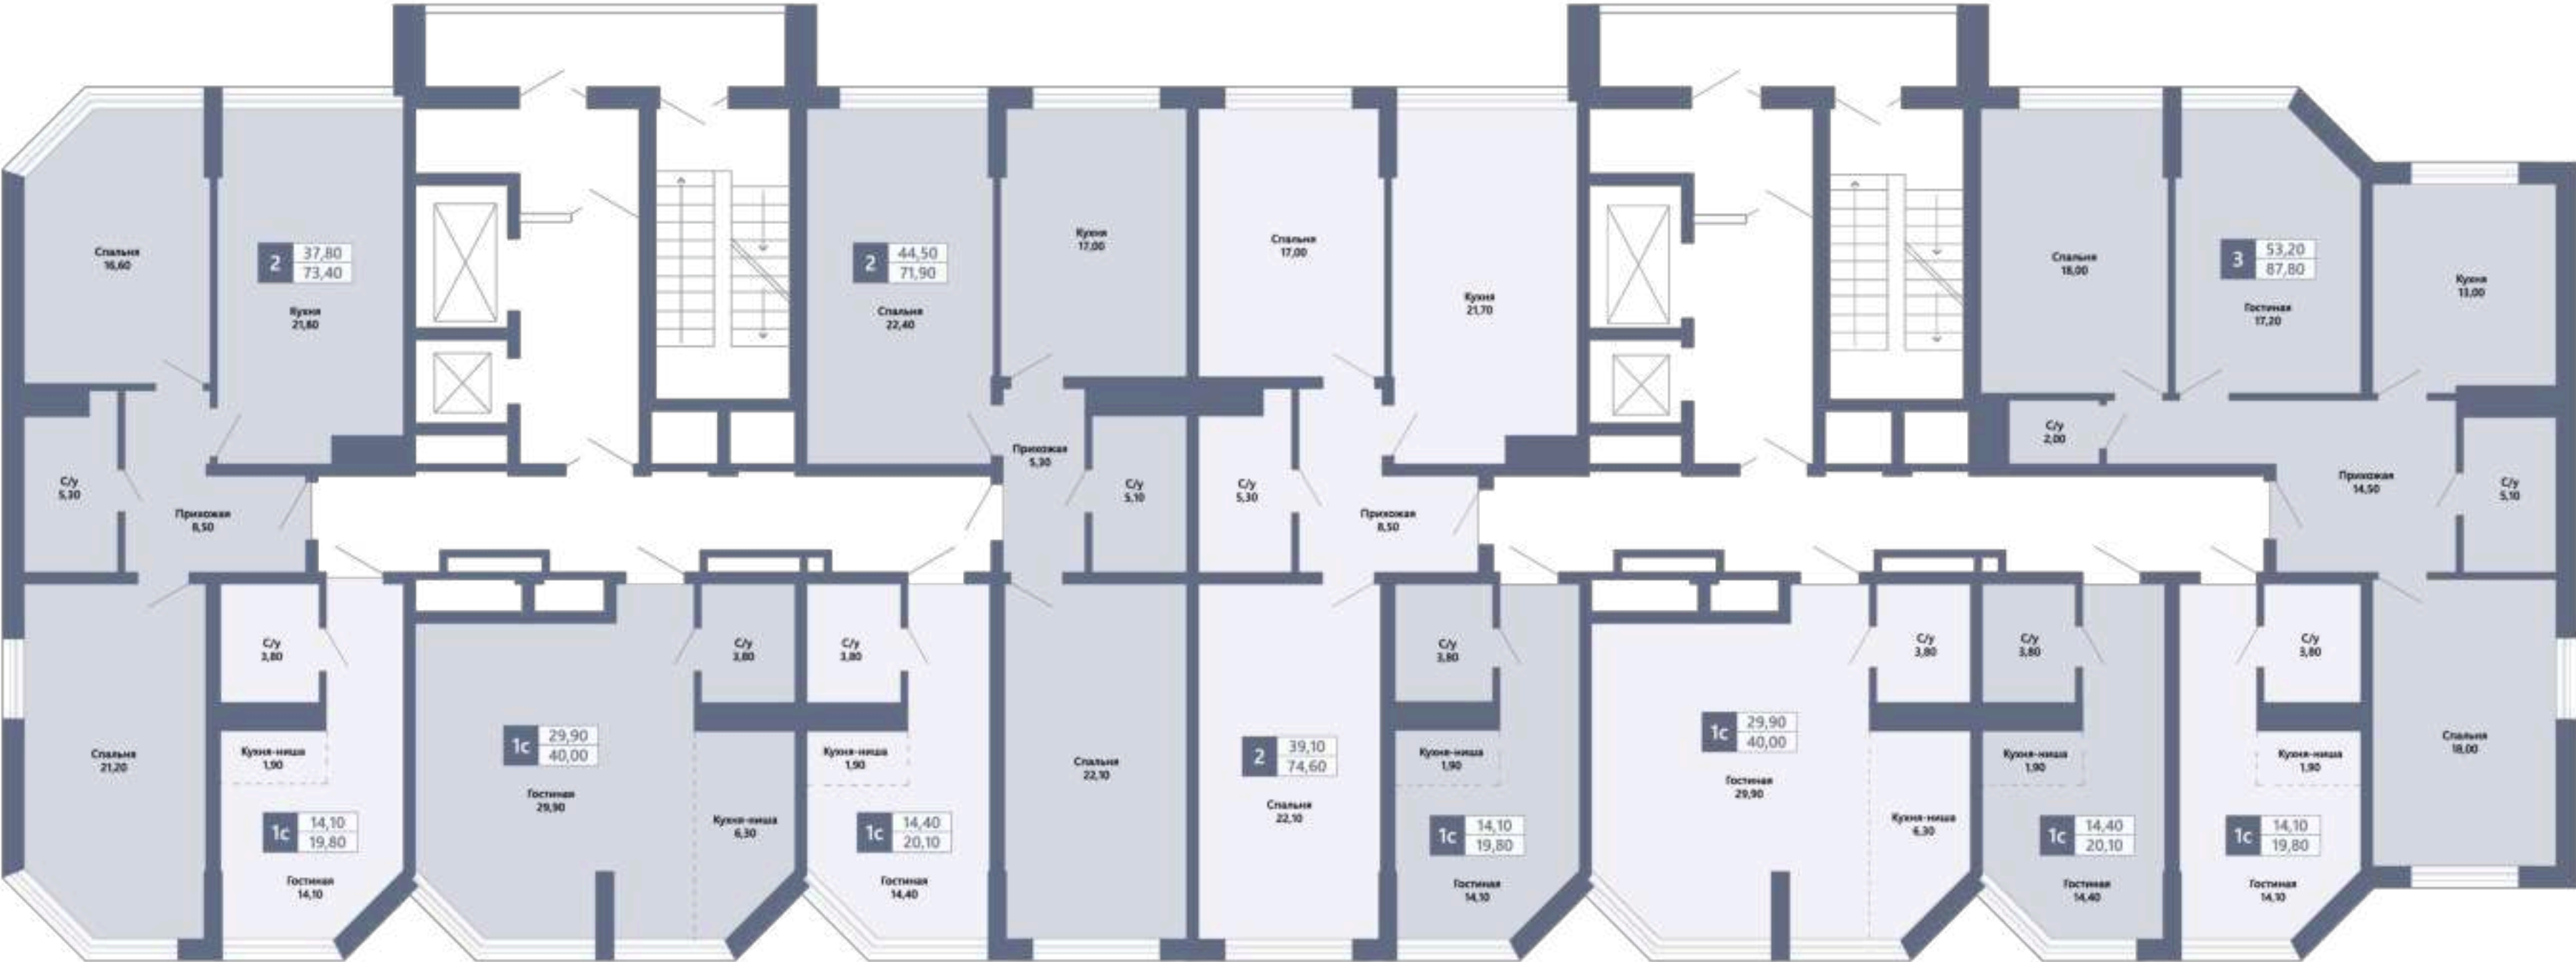 Спальня
16,60
2
37,80
73,40
Кухня
21,80
С/у
5,30
Прихожая
8,50
Спальня
21,20
С/у
3,80
Кухня-ниша
1,90
1с
14,10
19,80
Гостиная
14,10
1с
29,90
40,00
Гостиная
29,90
С/у
3,80
Кухня-ниша
6,30
С/у
3,80
Кухня-ниша
1,90
1с
14,40
20,10
Гостиная
14,40
2
44,50
71,90
Спальня
22,40
Кухня
17,00
Прихожая
5,30
С/у
5,10
Спальня
22,10
Спальня
17,00
Кухня
21,70
С/у
5,30
Прихожая
8,50
2
39,10
74,60
Спальня
22,10
С/у
3,80
Кухня-ниша
1,90
1с
14,10
19,80
Гостиная
14,10
1с
29,90
40,00
Гостиная
29,90
С/у
3,80
Кухня-ниша
6,30
С/у
3,80
Кухня-ниша
1,90
1с
14,40
20,10
Гостиная
14,40
С/у
3,80
Кухня-ниша
1,90
1с
14,10
19,80
Гостиная
14,10
Спальня
18,00
3
53,20
87,80
Гостиная
17,20
Кухня
13,00
С/у
2,00
Прихожая
14,50
С/у
5,10
Спальня
18,00